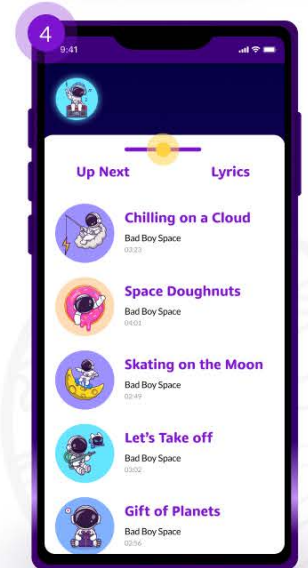 4
9:41
Up Next Lyrics
Chilling on a Cloud
Bad Boy Space
03:23
Space Doughnuts
Bad Boy Space
04:01
Skating on the Moon
Bad Boy Space
02:49
Let's Take off
Bad Boy Space
03:02
Gift of Planets
Bad Boy Space
02:56